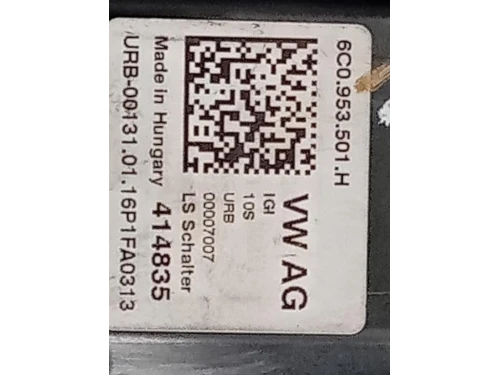 6C0.953.501.H
VW AG
IGI
10S
URB
00007007
LS Schalter
Made in Hungary 414835
URB-00131.01.16P1FA0313